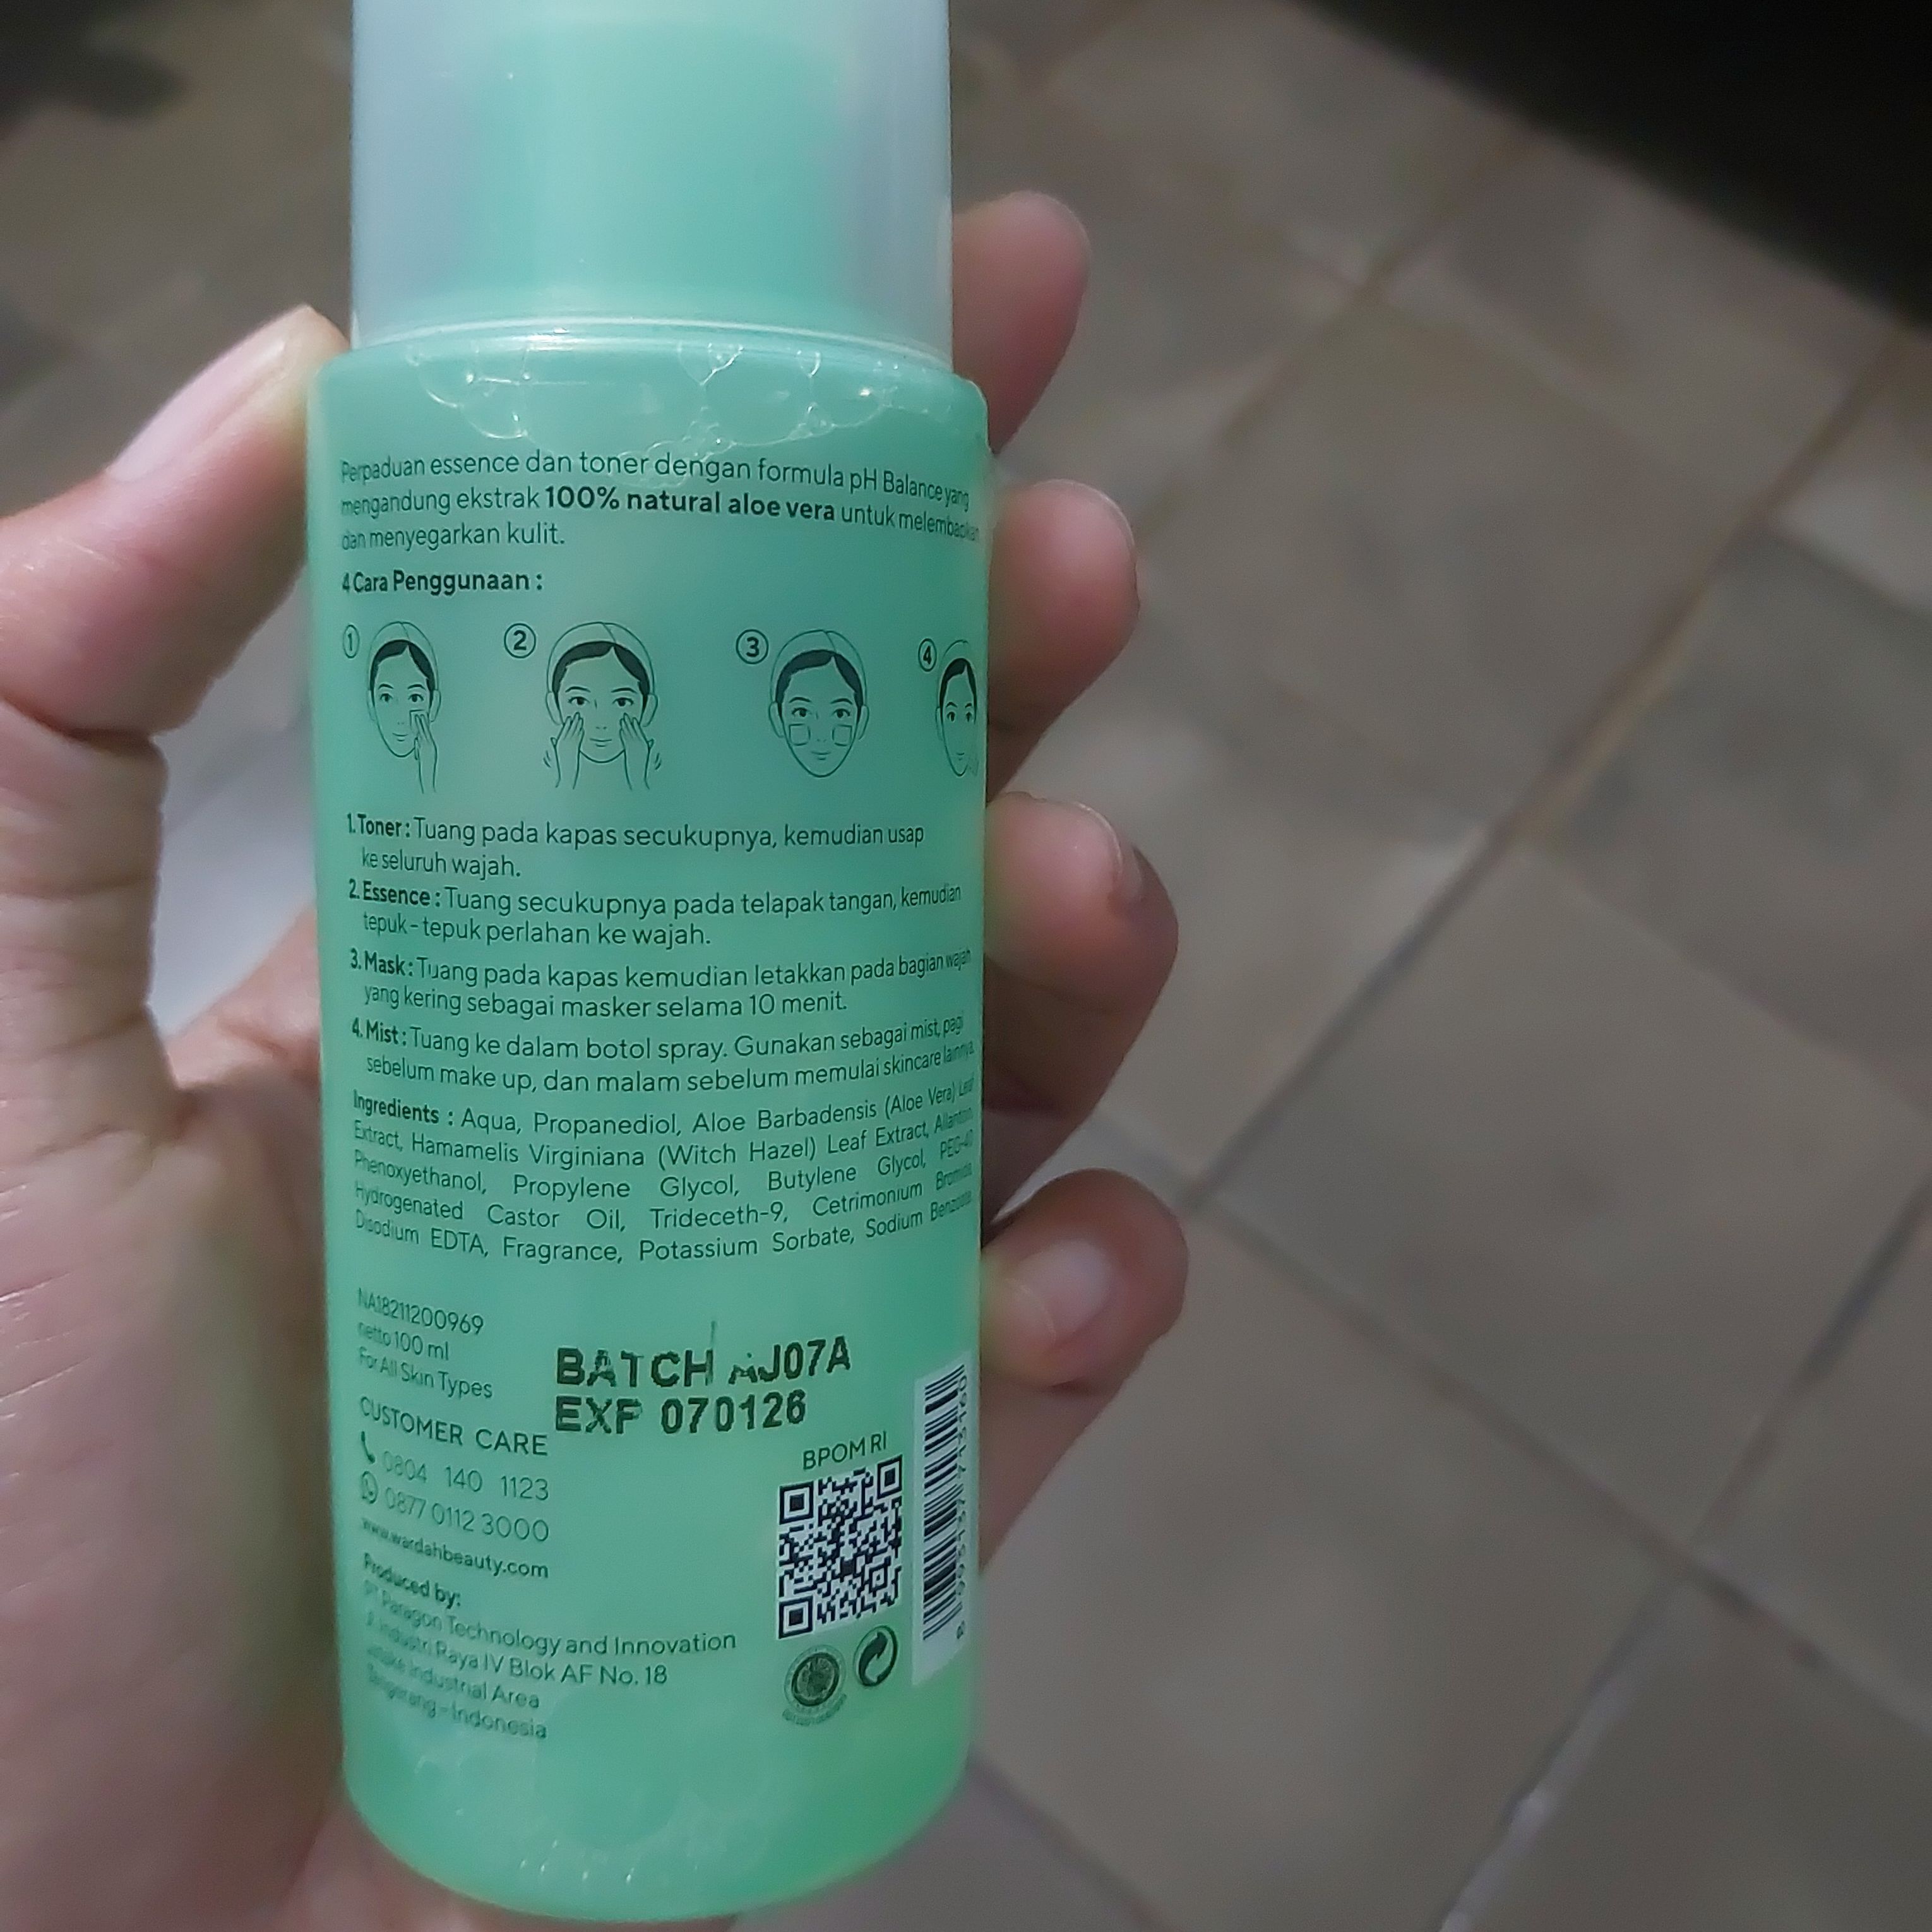 Perpaduan essence dan toner dengan formula pH Balance yang
mengandung ekstrak 100% natural aloe vera untuk melembabkan
dan menyegarkan kulit.
4 Cara Penggunaan :
1 2 3 4
1. Toner : Tuang pada kapas secukupnya, kemudian usap
ke seluruh wajah.
2. Essence : Tuang secukupnya pada telapak tangan, kemudian
tepuk - tepuk perlahan ke wajah.
3. Mask : Tuang pada kapas kemudian letakkan pada bagian wajah
yang kering sebagai masker selama 10 menit.
4. Mist : Tuang ke dalam botol spray. Gunakan sebagai mist, pagi
sebelum make up, dan malam sebelum memulai skincare lainnya.
Ingredients : Aqua, Propanediol, Aloe Barbadensis (Aloe Vera) Leaf
Extract, Hamamelis Virginiana (Witch Hazel) Leaf Extract, Allantoin,
Phenoxyethanol, Propylene Glycol, Butylene Glycol, PEG-40
Hydrogenated Castor Oil, Trideceth-9, Cetrimonium Bromide,
Disodium EDTA, Fragrance, Potassium Sorbate, Sodium Benzoate.
NA18211200969
netto 100 ml
For All Skin Types
BATCH AJ07A
EXP 070126
CUSTOMER CARE
0804 140 1123
0877 0112 3000
www.wardahbeauty.com
BPOM RI
Produced by:
PT Paragon Technology and Innovation
Jl. Industri Raya IV Blok AF No. 18
Industrial Area
Tangerang - Indonesia